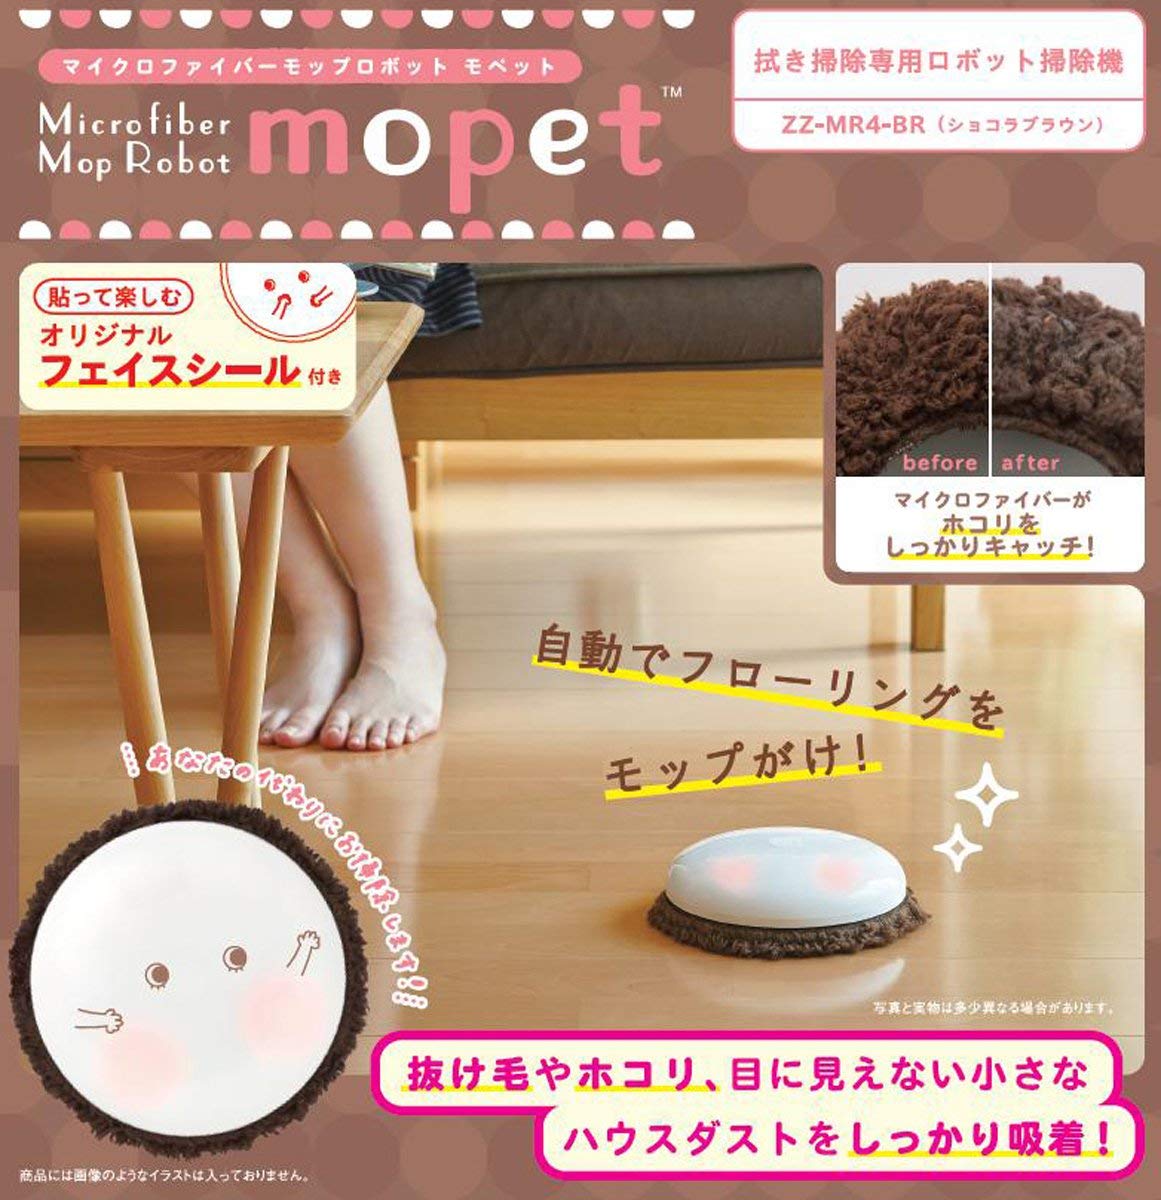 マイクロファイバーモップロボット モペット
Microfiber
Mop Robot
mopet™
拭き掃除専用ロボット掃除機
ZZ-MR4-BR（ショコラブラウン）
貼って楽しむ
オリジナル
フェイスシール付き
before after
マイクロファイバーが
ホコリを
しっかりキャッチ!
自動でフローリングを
モップがけ!
…あなたの代わりにお掃除します!…
写真と実物は多少異なる場合があります。
抜け毛やホコリ、目に見えない小さな
ハウスダストをしっかり吸着!
商品には画像のようなイラストは入っておりません。